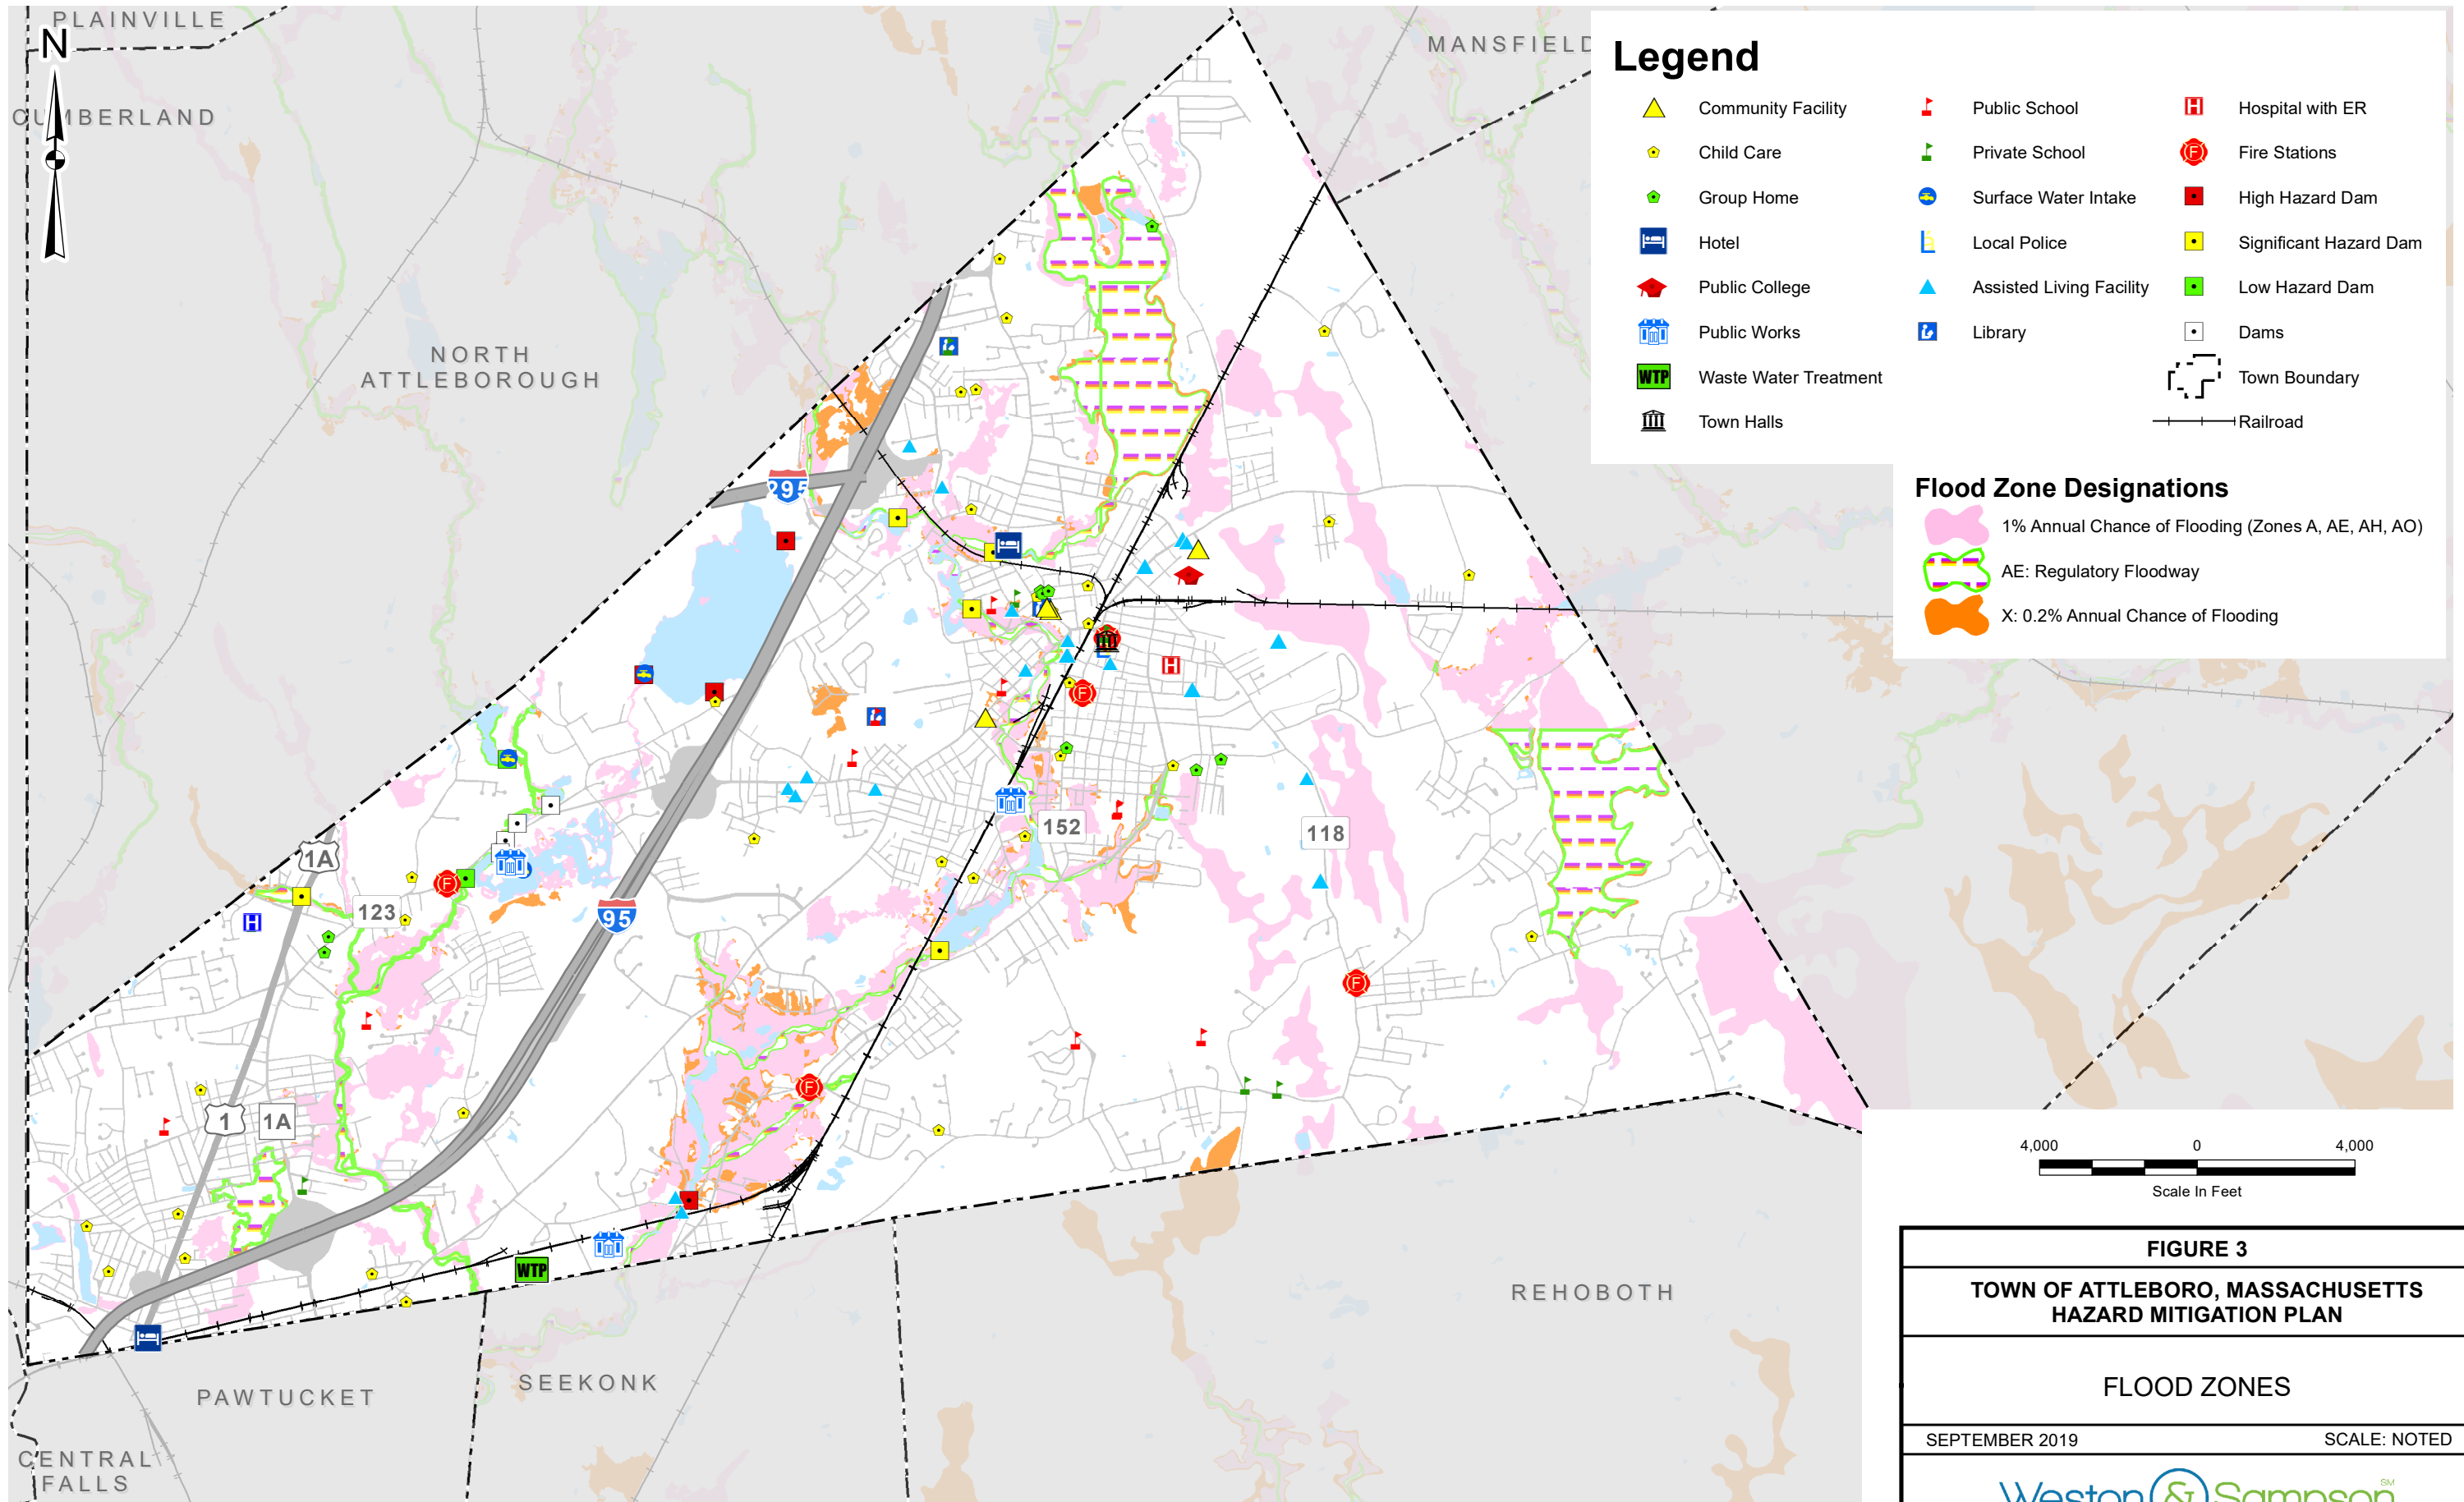 PLAINVILLE
N
CUMBERLAND
MANSFIELD
NORTH
ATTLEBOROUGH
295
1A
123
95
152
118
1
1A
WTP
H
H
F
F
F
F
REHOBOTH
SEEKONK
PAWTUCKET
CENTRAL
FALLS
Legend
Community Facility
Child Care
Group Home
Hotel
Public College
Public Works
WTP Waste Water Treatment
Town Halls
Public School
Private School
Surface Water Intake
Local Police
Assisted Living Facility
Library
H Hospital with ER
F Fire Stations
High Hazard Dam
Significant Hazard Dam
Low Hazard Dam
Dams
Town Boundary
Railroad
Flood Zone Designations
1% Annual Chance of Flooding (Zones A, AE, AH, AO)
AE: Regulatory Floodway
X: 0.2% Annual Chance of Flooding
4,000 0 4,000
Scale In Feet
FIGURE 3
TOWN OF ATTLEBORO, MASSACHUSETTS
HAZARD MITIGATION PLAN
FLOOD ZONES
SEPTEMBER 2019 SCALE: NOTED
Weston & Sampson SM